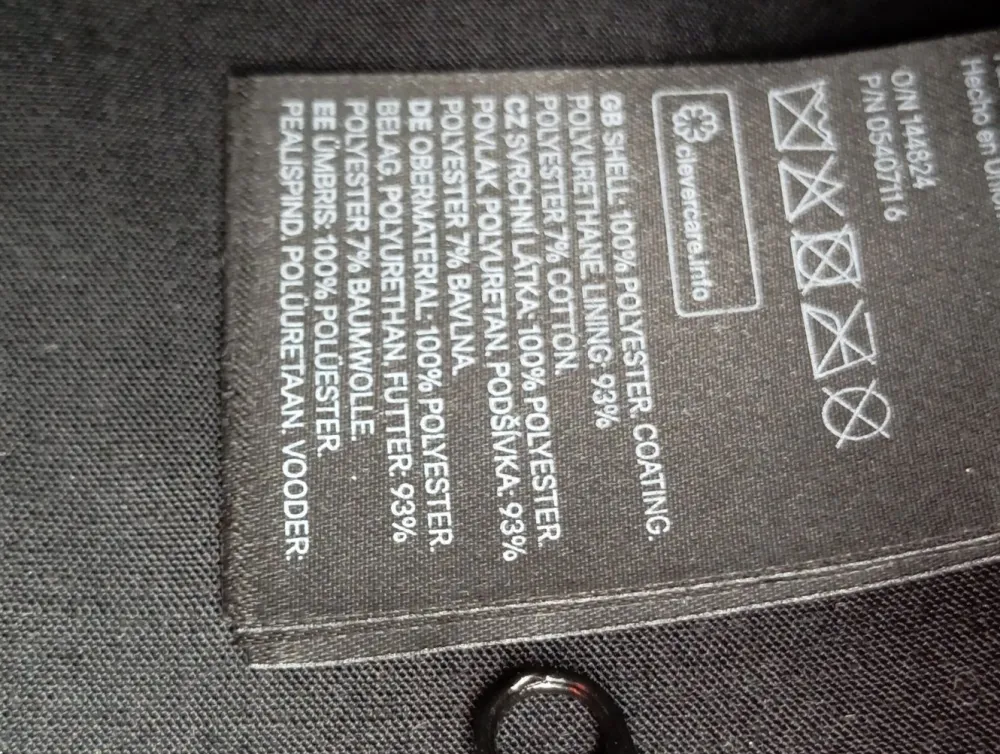 Hecho en
O/N 144824
P/N 0540711 6
clevercare.info
GB SHELL: 100% POLYESTER. COATING.
POLYURETHANE. LINING: 93%
POLYESTER 7% COTTON.
CZ SVRCHNÍ LÁTKA: 100% POLYESTER.
POVLAK. POLYURETAN. PODŠÍVKA: 93%
POLYESTER 7% BAVLNA.
DE OBERMATERIAL: 100% POLYESTER.
BELAG. POLYURETHAN. FUTTER: 93%
POLYESTER 7% BAUMWOLLE.
EE ÜMBRIS: 100% POLÜESTER.
PEALISPIND. POLÜURETAAN. VOODER: